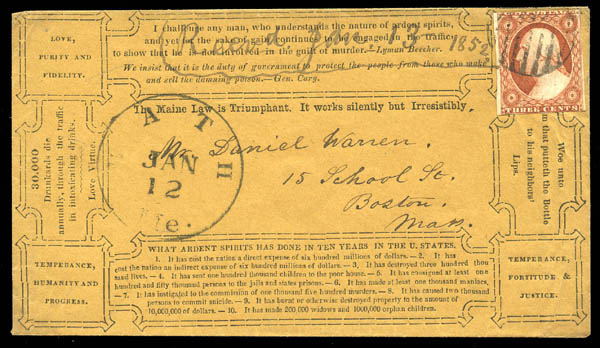 LOVE,
PURITY AND
FIDELITY.
I challenge any man, who understands the nature of ardent spirits,
and yet for the sake of gain continues to be engaged in the traffic,
to show that he is not involved in the guilt of murder.—Lyman Beecher.
We insist that it is the duty of government to protect the people from those who make
and sell the damning poison.—Gen. Cary.
1852
THREE CENTS
The Maine Law is Triumphant. It works silently but Irresistibly.
30,000
Drunkards die
annually, through the traffic
in intoxicating drinks.
Love Virtue.
BATH
JAN
12
Me.
Mr. Daniel Warren.
15 School St.
Boston.
Mass.
Woe unto
him that putteth the Bottle
to his neighbors'
Lips.
TEMPERANCE,
HUMANITY AND
PROGRESS.
WHAT ARDENT SPIRITS HAS DONE IN TEN YEARS IN THE U. STATES.
1. It has cost the nation a direct expense of six hundred millions of dollars.—2. It has
cost the nation an indirect expense of six hundred millions of dollars.—3. It has destroyed three hundred thou
sand lives.—4. It has sent one hundred thousand children to the poor house.—5. It has consigned at least one
hundred and fifty thousand persons to the jails and states prisons.—6. It has made at least one thousand maniacs.
—7. It has instigated to the commission of one thousand five hundred murders.—8. It has caused two thousand
persons to commit suicide.—9. It has burnt or otherwise destroyed property to the amount of
10,000,000 of dollars.—10. It has made 200,000 widows and 1000,000 orphan children.
TEMPERANCE,
FORTITUDE &
JUSTICE.